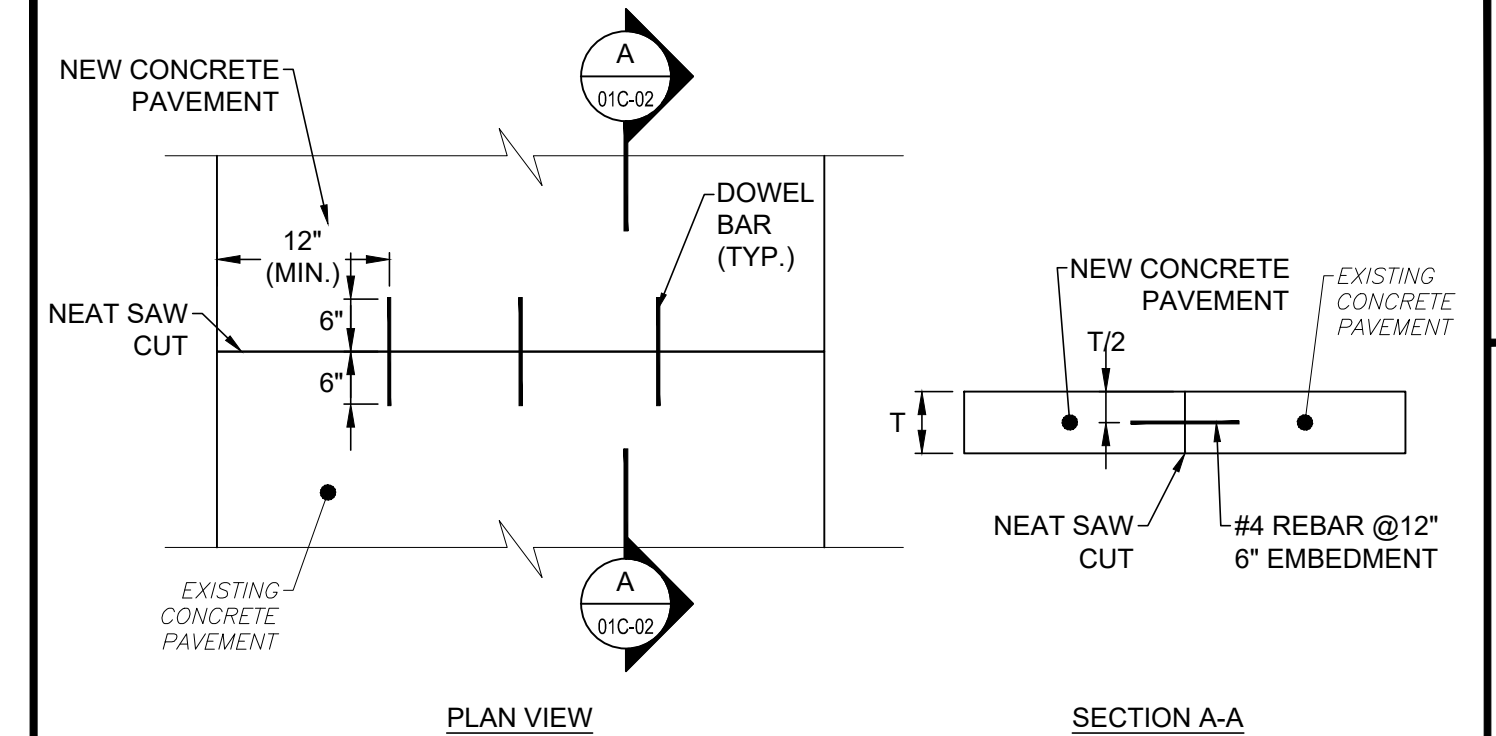 NEW CONCRETE
PAVEMENT
A
01C-02
DOWEL
BAR
(TYP.)
12"
(MIN.)
6"
NEAT SAW
CUT
6"
EXISTING
CONCRETE
PAVEMENT
A
01C-02
PLAN VIEW
NEW CONCRETE
PAVEMENT
EXISTING
CONCRETE
PAVEMENT
T/2
T
NEAT SAW
CUT
#4 REBAR @12"
6" EMBEDMENT
SECTION A-A